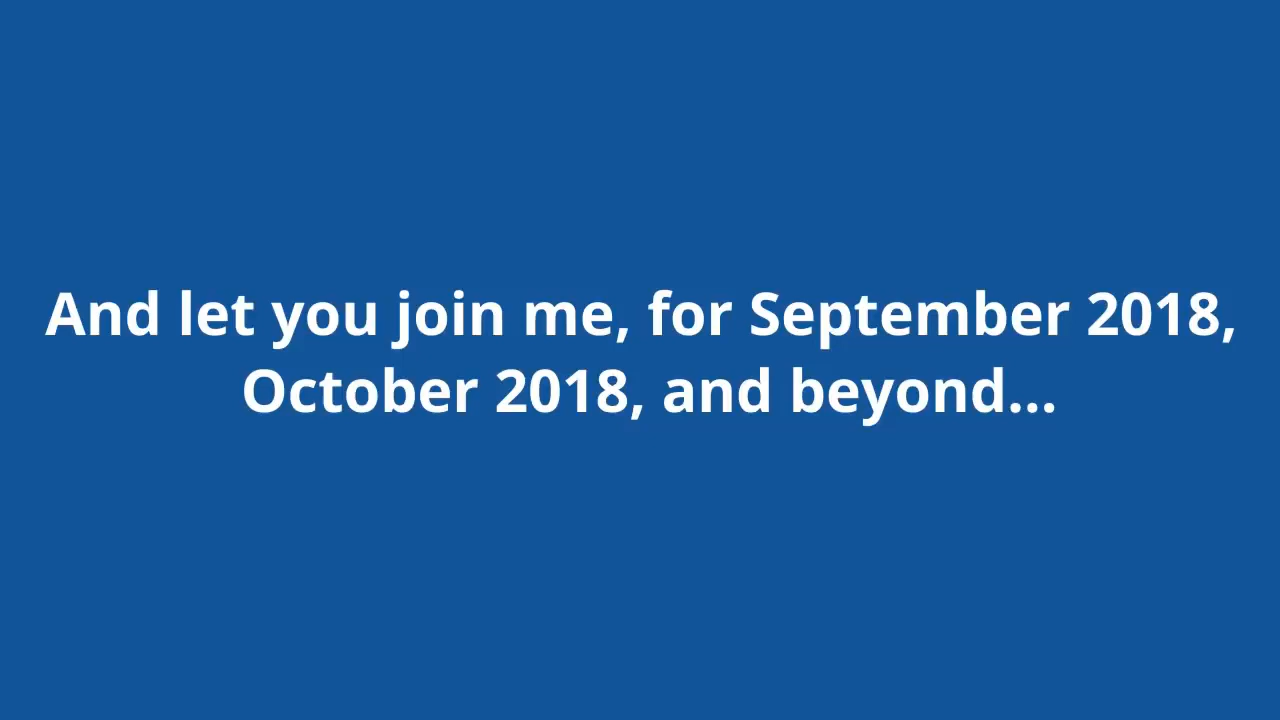 And let you join me, for September 2018,
October 2018, and beyond...